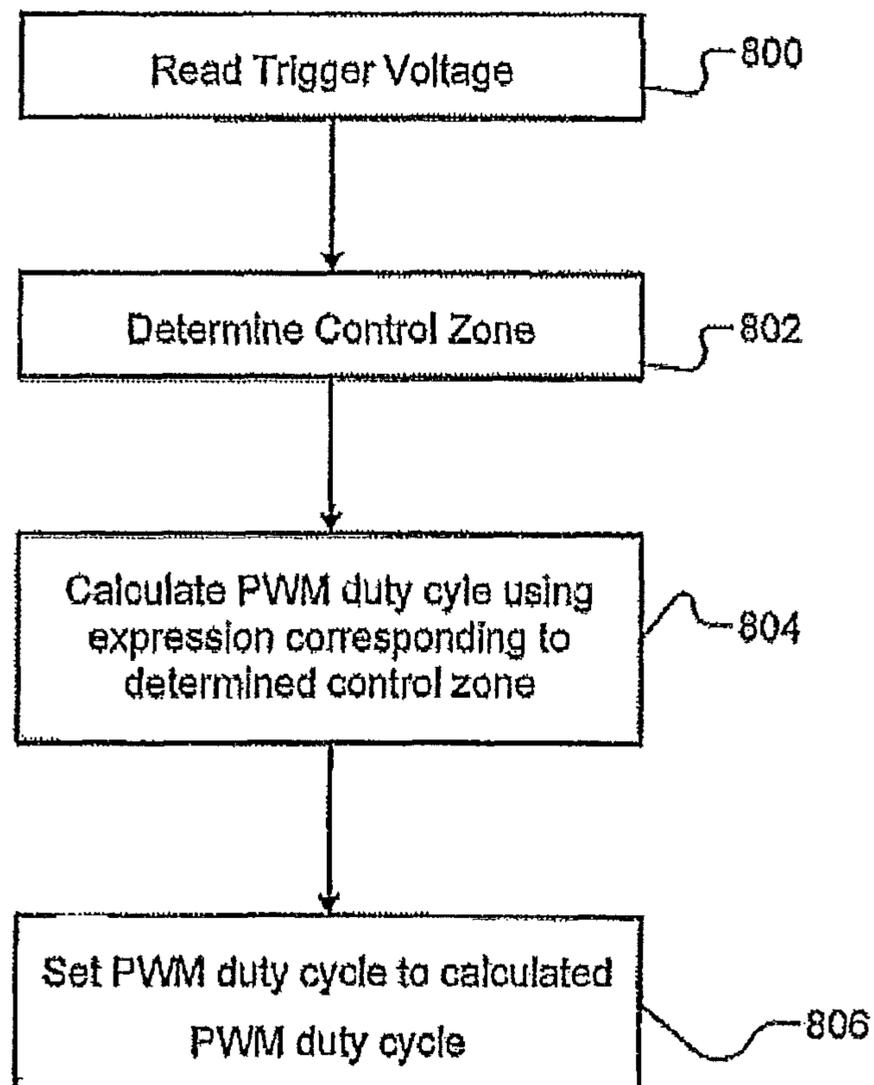 Read Trigger Voltage
800
Determine Control Zone
802
Calculate PWM duty cyle using
expression corresponding to
determined control zone
804
Set PWM duty cycle to calculated
PWM duty cycle
806